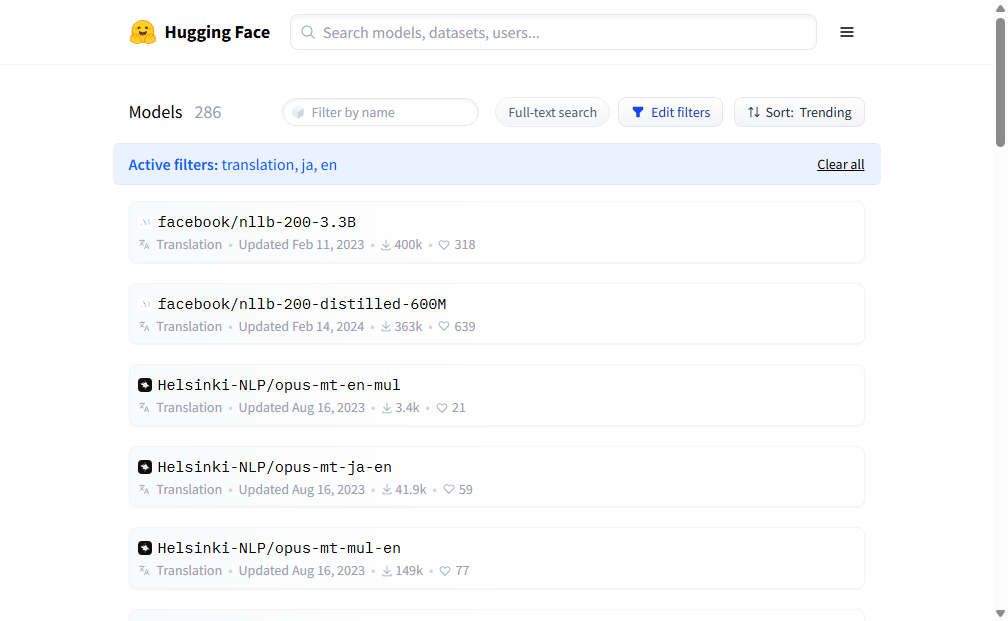 Hugging Face
Search models, datasets, users...
Models 286
Filter by name
Full-text search
Edit filters
Sort: Trending
Active filters: translation, ja, en
Clear all
facebook/nllb-200-3.3B
Translation • Updated Feb 11, 2023 • 400k • 318
facebook/nllb-200-distilled-600M
Translation • Updated Feb 14, 2024 • 363k • 639
Helsinki-NLP/opus-mt-en-mul
Translation • Updated Aug 16, 2023 • 3.4k • 21
Helsinki-NLP/opus-mt-ja-en
Translation • Updated Aug 16, 2023 • 41.9k • 59
Helsinki-NLP/opus-mt-mul-en
Translation • Updated Aug 16, 2023 • 149k • 77